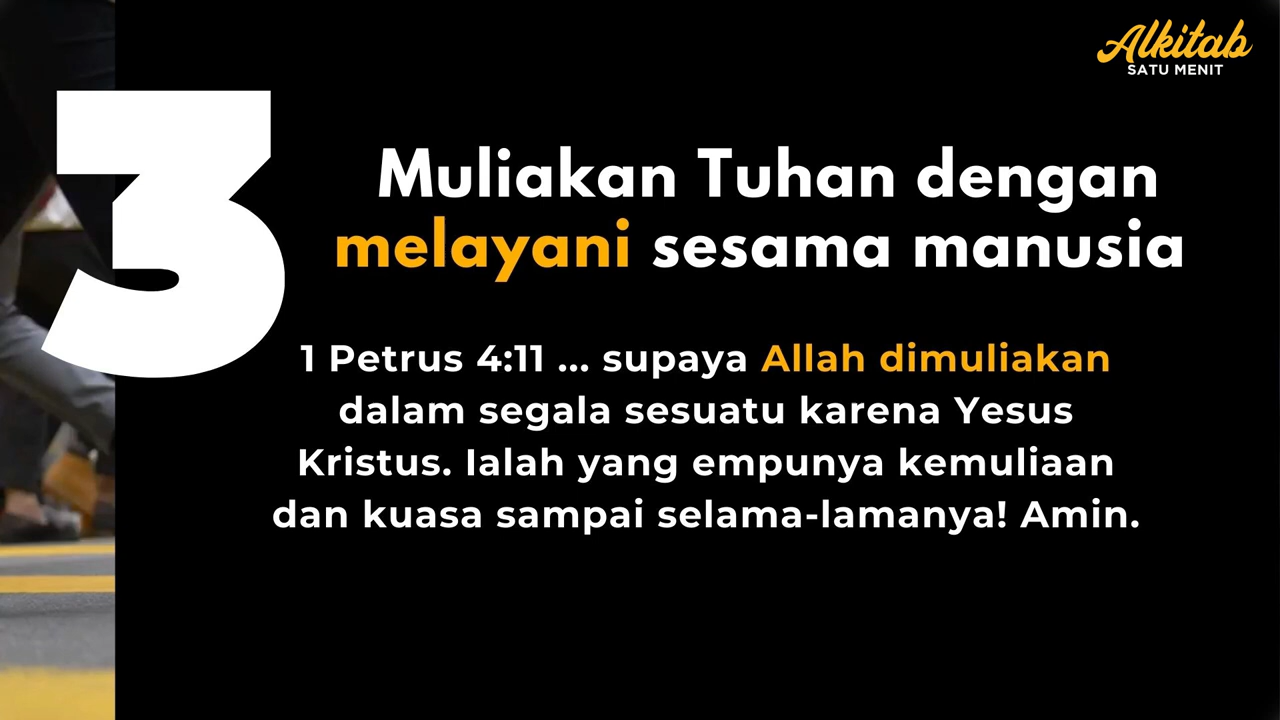 Alkitab
SATU MENIT
3
Muliakan Tuhan dengan
melayani sesama manusia
1 Petrus 4:11 ... supaya Allah dimuliakan
dalam segala sesuatu karena Yesus
Kristus. Ialah yang empunya kemuliaan
dan kuasa sampai selama-lamanya! Amin.